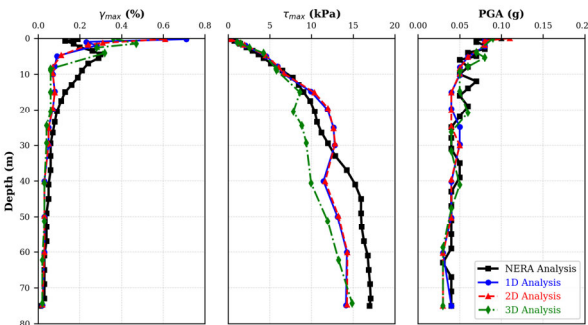 γmax (%)
τmax (kPa)
PGA (g)
0.0 0.2 0.4 0.6 0.8
0 5 10 15 20
0.00 0.05 0.10 0.15 0.2
0
10
20
30
40
50
60
70
80
Depth (m)
NERA Analysis
1D Analysis
2D Analysis
3D Analysis